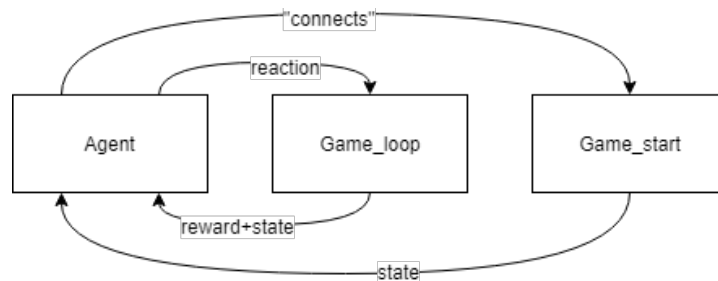 "connects"
reaction
Agent
Game_loop
Game_start
reward+state
state